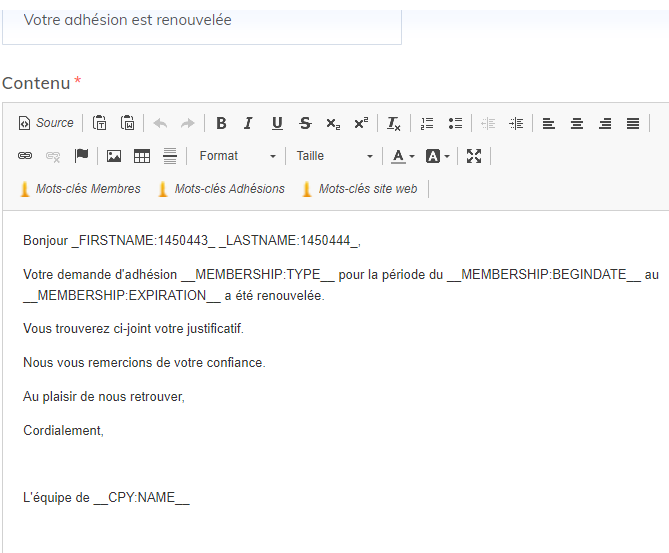 Votre adhésion est renouvelée
Contenu *
Source
B I U S x₂ x² Tx
Format Taille A A
Mots-clés Membres Mots-clés Adhésions Mots-clés site web
Bonjour _FIRSTNAME:1450443_ _LASTNAME:1450444_,
Votre demande d'adhésion __MEMBERSHIP:TYPE__ pour la période du __MEMBERSHIP:BEGINDATE__ au
__MEMBERSHIP:EXPIRATION__ a été renouvelée.
Vous trouverez ci-joint votre justificatif.
Nous vous remercions de votre confiance.
Au plaisir de nous retrouver,
Cordialement,
L'équipe de __CPY:NAME__